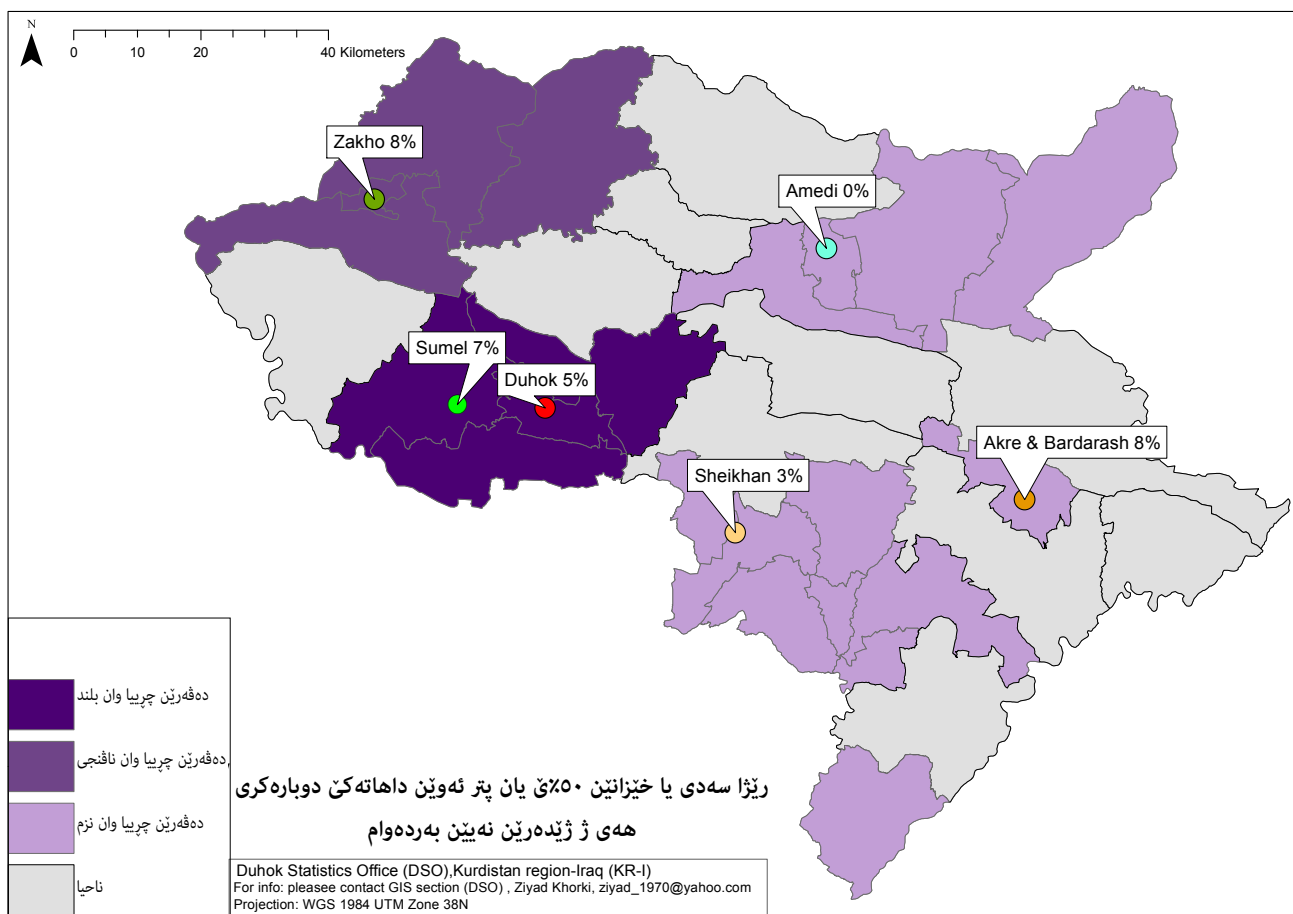 N
0 10 20 40 Kilometers
Zakho 8%
Amedi 0%
Sumel 7%
Duhok 5%
Akre & Bardarash 8%
Sheikhan 3%
دەڤەرێن چڕییا وان بلند
دەڤەرێن چڕییا وان ناڤنجی,
دەڤەرێن چڕییا وان نزم
ناحیا
رێژا سەدی یا خێزانێن ٥٠٪ێ یان پتر ئەوێن داهاتەکێ دوبارەکری
هەی ژ ژێدەرێن نەیێن بەردەوام
Duhok Statistics Office (DSO),Kurdistan region-Iraq (KR-I)
For info: pleasee contact GIS section (DSO) , Ziyad Khorki, ziyad_1970@yahoo.com
Projection: WGS 1984 UTM Zone 38N